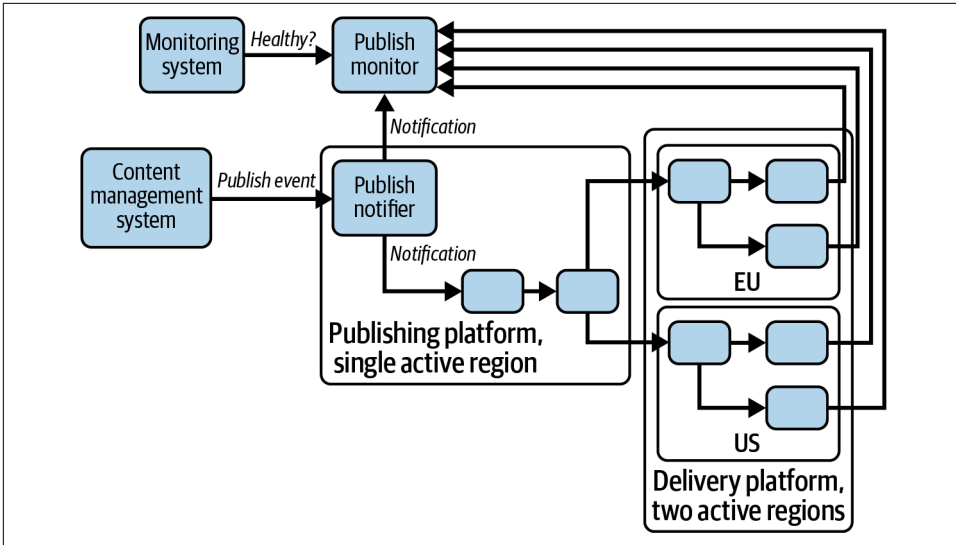 Monitoring
system
Healthy?
Publish
monitor
Notification
Content
management
system
Publish event
Publish
notifier
Notification
Publishing platform,
single active region
EU
US
Delivery platform,
two active regions